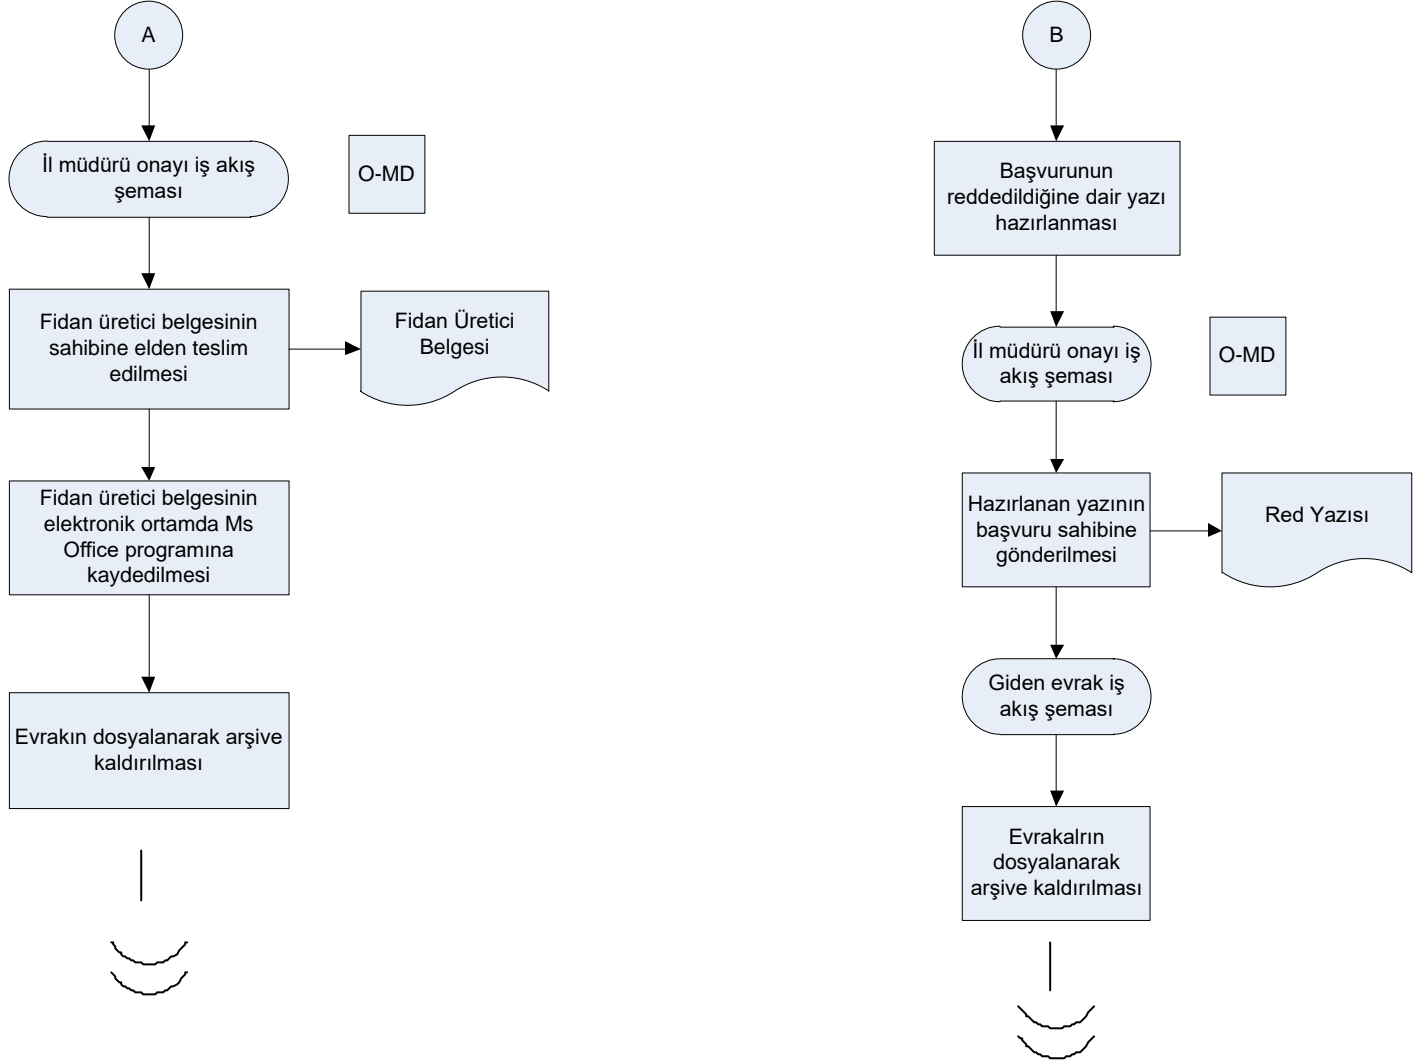 A
İl müdürü onayı iş akış
şeması
O-MD
Fidan üretici belgesinin
sahibine elden teslim
edilmesi
Fidan Üretici
Belgesi
Fidan üretici belgesinin
elektronik ortamda Ms
Office programına
kaydedilmesi
Evrakın dosyalanarak arşive
kaldırılması
B
Başvurunun
reddedildiğine dair yazı
hazırlanması
İl müdürü onayı iş
akış şeması
O-MD
Hazırlanan yazının
başvuru sahibine
gönderilmesi
Red Yazısı
Giden evrak iş
akış şeması
Evrakalrın
dosyalanarak
arşive kaldırılması